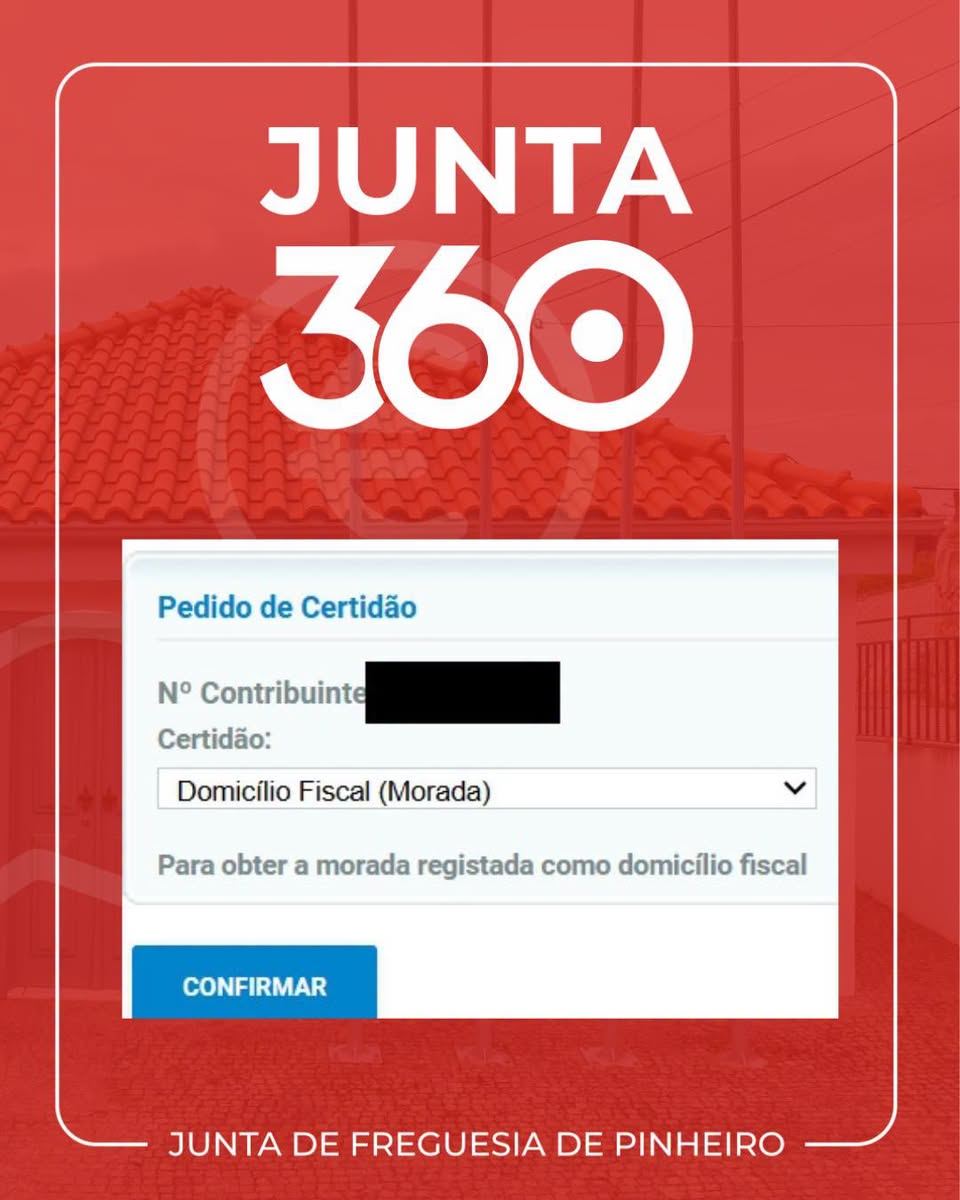 JUNTA
360
Pedido de Certidão
Nº Contribuinte
Certidão:
Domicílio Fiscal (Morada)
Para obter a morada registada como domicílio fiscal
CONFIRMAR
JUNTA DE FREGUESIA DE PINHEIRO